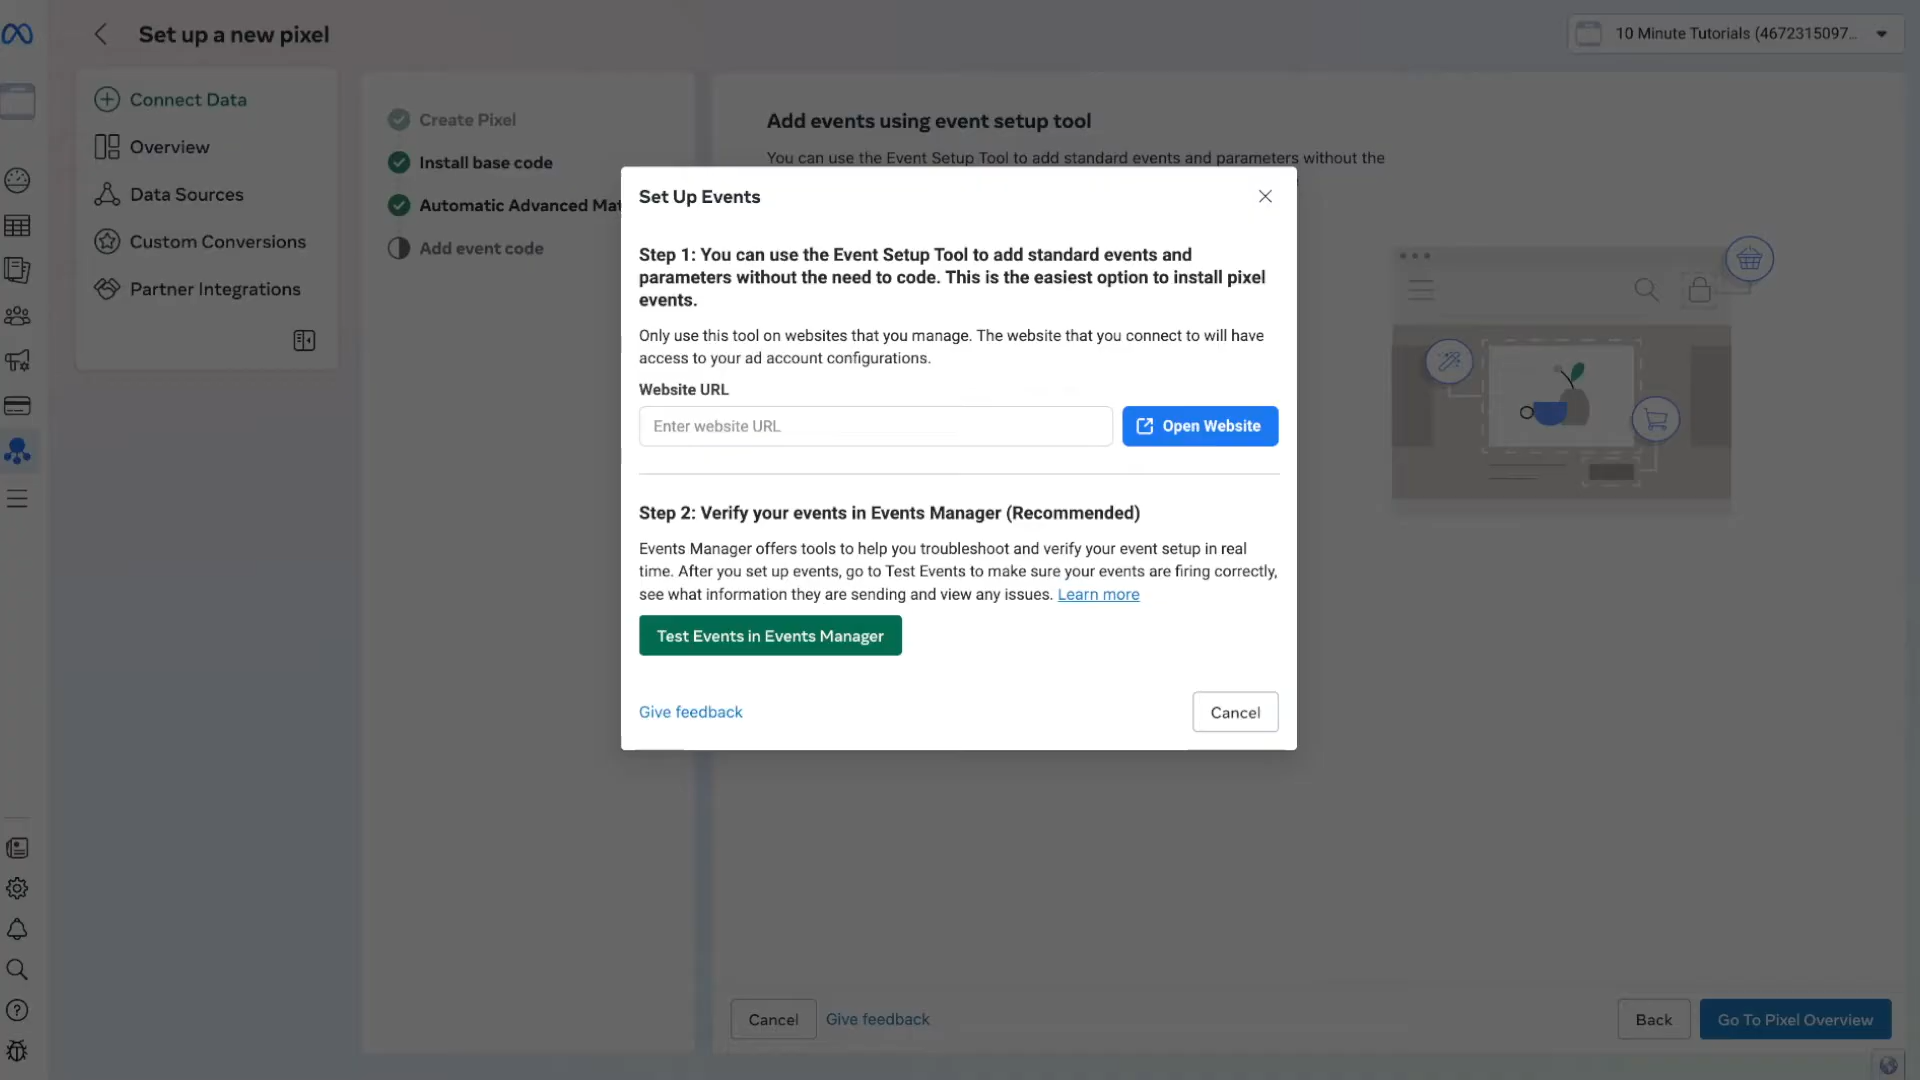 Set up a new pixel
10 Minute Tutorials (4672315097...
Connect Data
Overview
Data Sources
Custom Conversions
Partner Integrations
Create Pixel
Install base code
Automatic Advanced Mat
Add event code
Add events using event setup tool
You can use the Event Setup Tool to add standard events and parameters without the
Set Up Events
Step 1: You can use the Event Setup Tool to add standard events and
parameters without the need to code. This is the easiest option to install pixel
events.
Only use this tool on websites that you manage. The website that you connect to will have
access to your ad account configurations.
Website URL
Enter website URL
Open Website
Step 2: Verify your events in Events Manager (Recommended)
Events Manager offers tools to help you troubleshoot and verify your event setup in real
time. After you set up events, go to Test Events to make sure your events are firing correctly,
see what information they are sending and view any issues. Learn more
Test Events in Events Manager
Give feedback
Cancel
Cancel
Give feedback
Back
Go To Pixel Overview